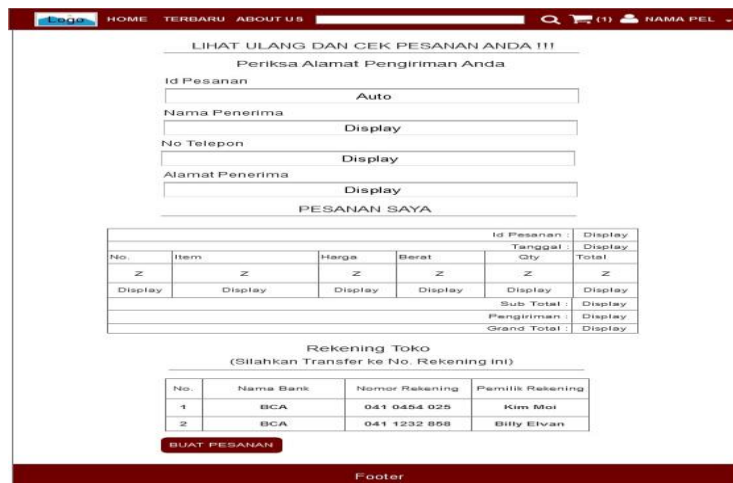 Logo HOME TERBARU ABOUT US (1) NAMA PEL
LIHAT ULANG DAN CEK PESANAN ANDA !!!
Periksa Alamat Pengiriman Anda
Id Pesanan
Auto
Nama Penerima
Display
No Telepon
Display
Alamat Penerima
Display
PESANAN SAYA
Id Pesanan : Display
Tanggal : Display
No. Item Harga Berat Qty Total
Z Z Z Z Z Z
Display Display Display Display Display Display
Sub Total : Display
Pengiriman : Display
Grand Total : Display
Rekening Toko
(Silahkan Transfer ke No. Rekening ini)
No. Nama Bank Nomor Rekening Pemilik Rekening
1 BCA 041 0454 025 Kim Moi
2 BCA 041 1232 858 Billy Elvan
BUAT PESANAN
Footer